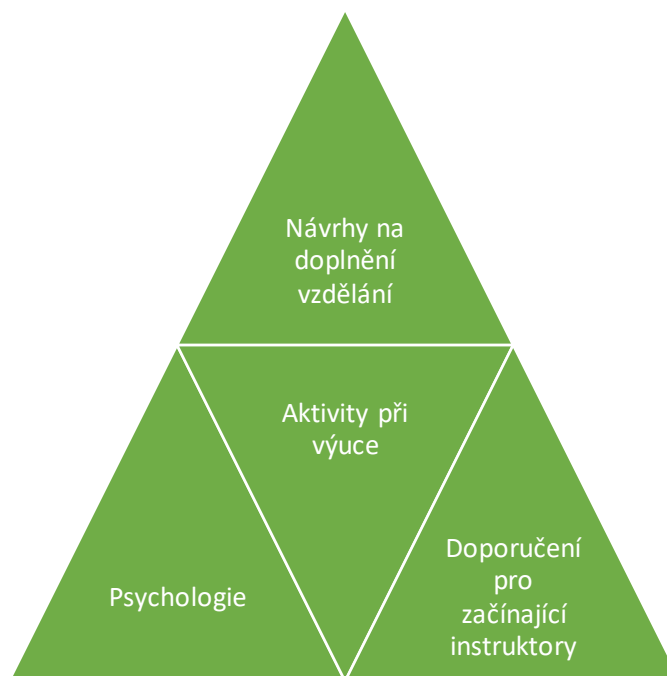 Návrhy na
doplnění
vzdělání
Aktivity při
výuce
Psychologie
Doporučení
pro
začínající
instruktory